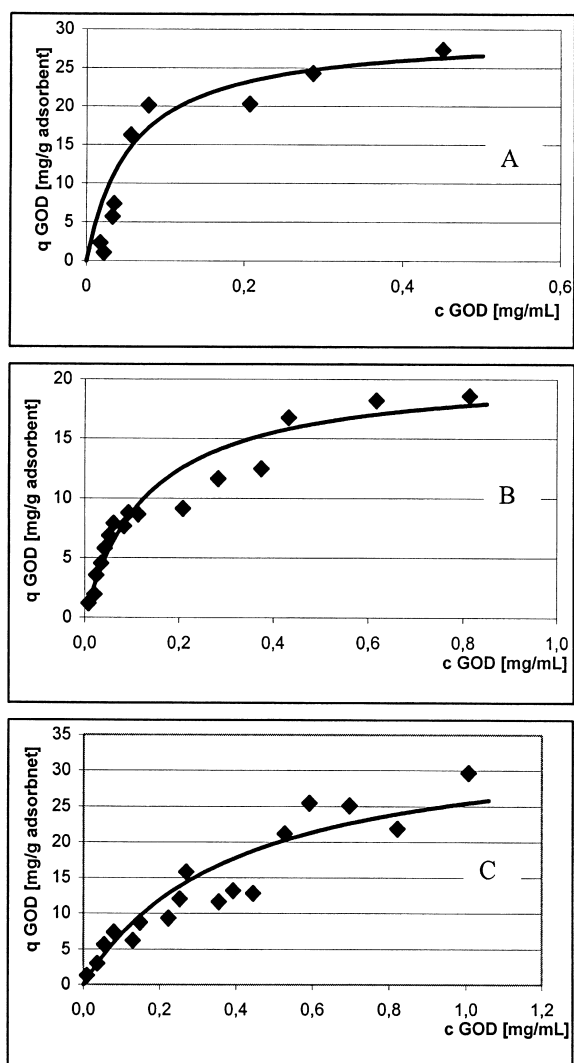 30
25
20
15
10
5
0
q GOD [mg/g adsorbent]
A
0 0,2 0,4 0,6
c GOD [mg/mL]
20
15
10
5
0
q GOD [mg/g adsorbent]
B
0,0 0,2 0,4 0,6 0,8 1,0
c GOD [mg/mL]
35
30
25
20
15
10
5
0
q GOD [mg/g adsorbnet]
C
0,0 0,2 0,4 0,6 0,8 1,0 1,2
c GOD [mg/mL]